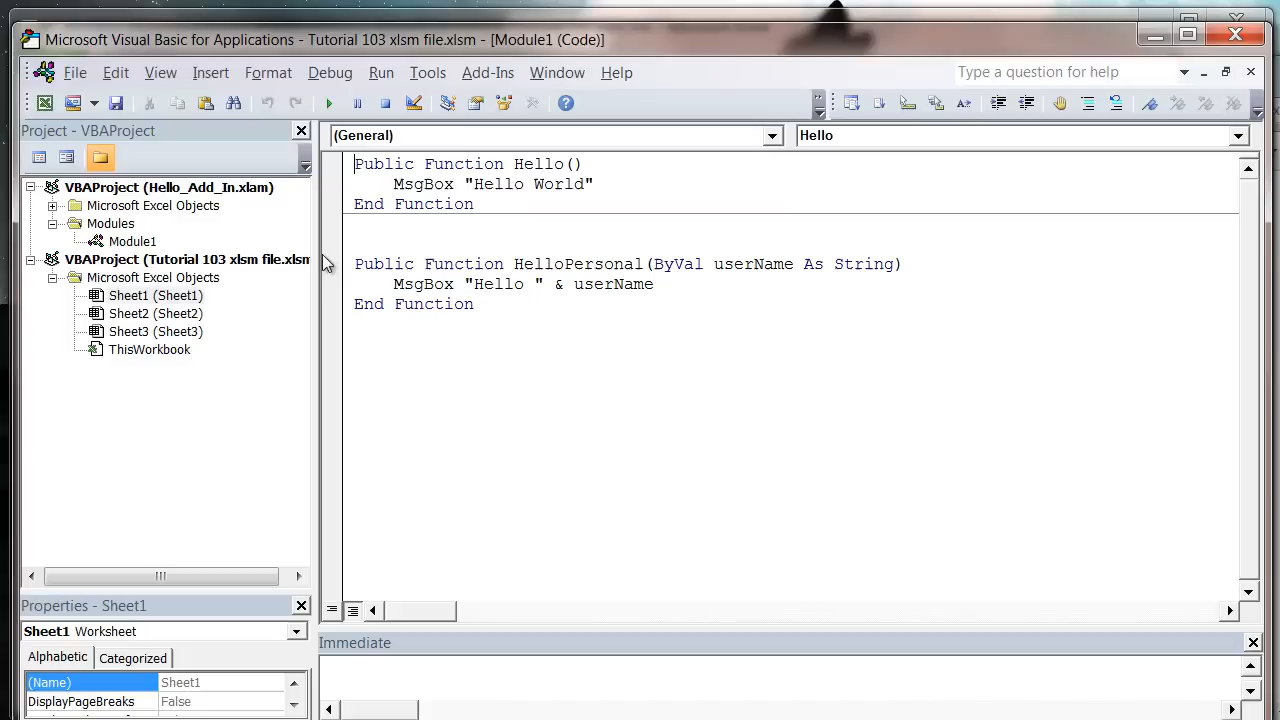 Microsoft Visual Basic for Applications - Tutorial 103 xlsm file.xlsm - [Module1 (Code)]
File Edit View Insert Format Debug Run Tools Add-Ins Window Help
Type a question for help
Project - VBAProject
(General)
Hello
VBAProject (Hello_Add_In.xlam)
Microsoft Excel Objects
Modules
Module1
VBAProject (Tutorial 103 xlsm file.xlsm
Microsoft Excel Objects
Sheet1 (Sheet1)
Sheet2 (Sheet2)
Sheet3 (Sheet3)
ThisWorkbook
Public Function Hello()
MsgBox "Hello World"
End Function
Public Function HelloPersonal(ByVal userName As String)
MsgBox "Hello " & userName
End Function
Properties - Sheet1
Sheet1 Worksheet
Alphabetic Categorized
(Name) Sheet1
DisplayPageBreaks False
Immediate